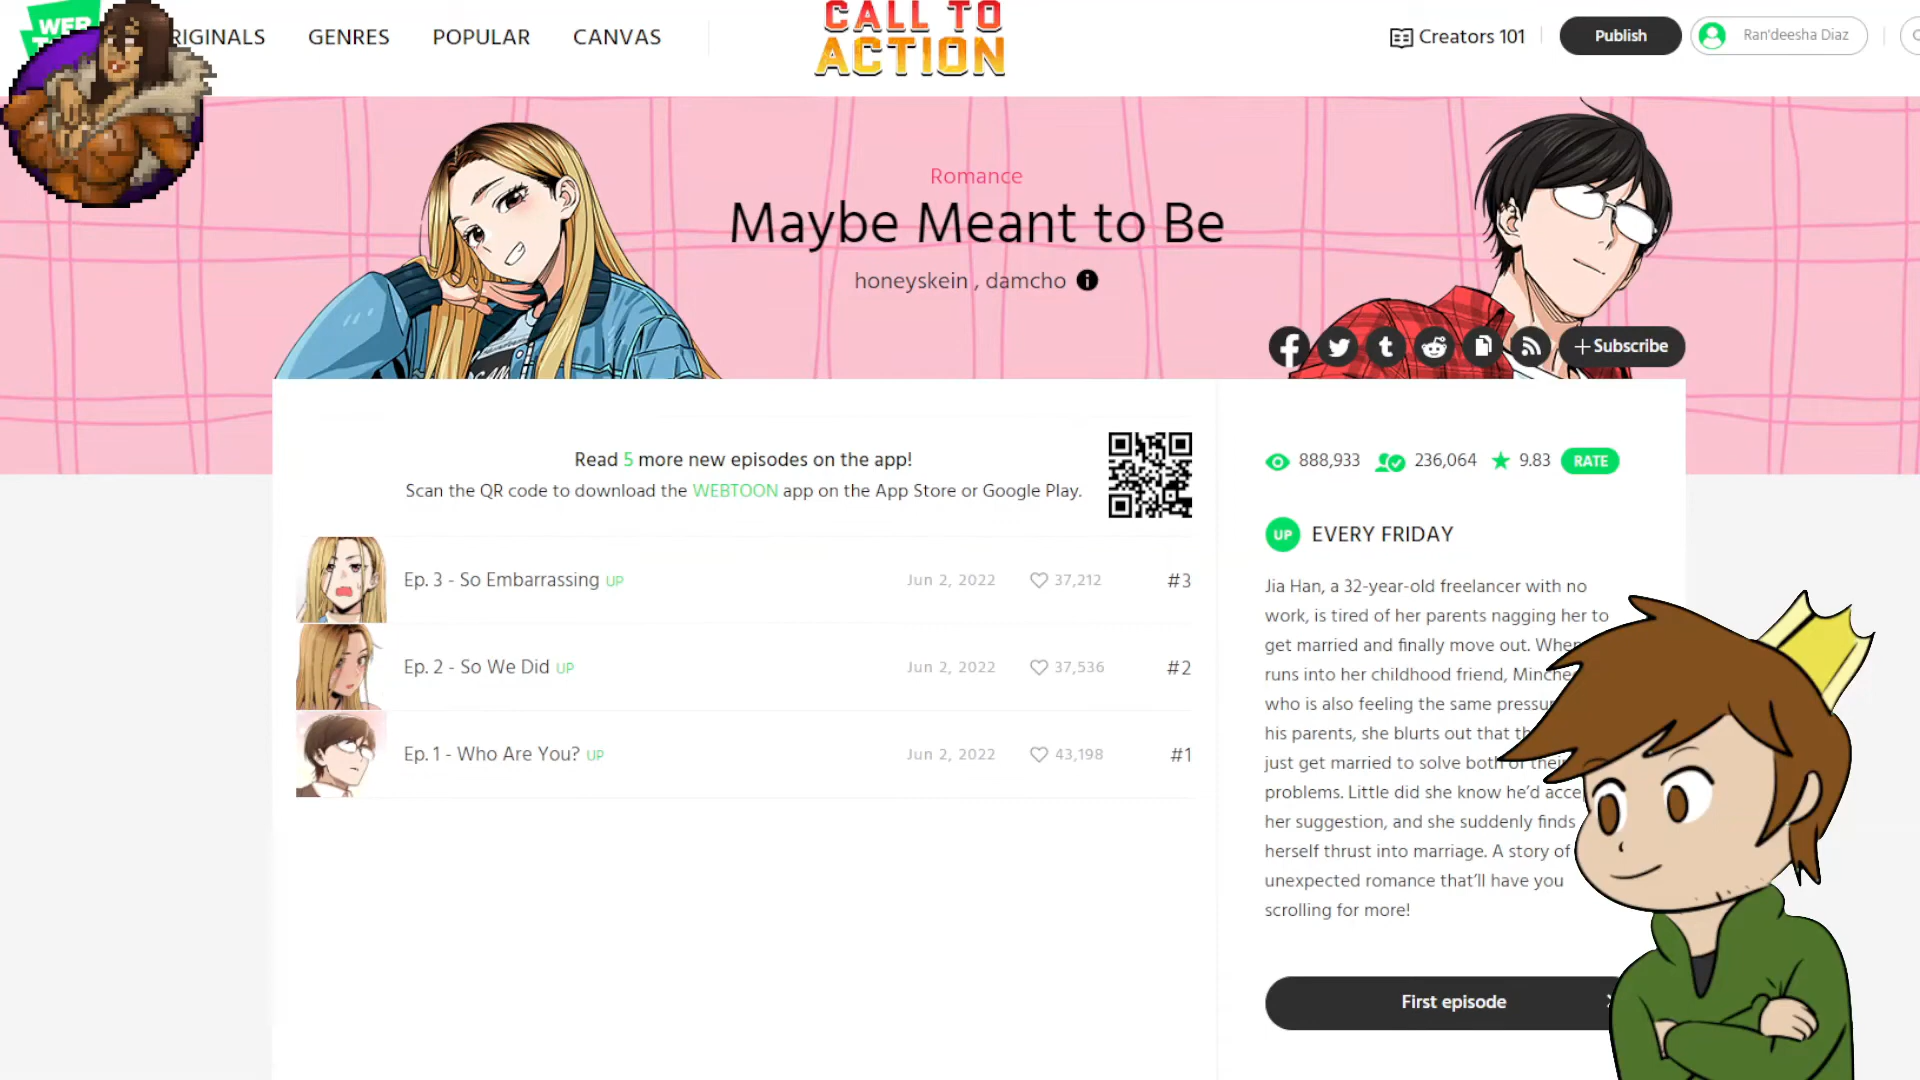 WEB
RIGINALS
GENRES
POPULAR
CANVAS
CALL TO
ACTION
Creators 101
Publish
Ran'deesha Diaz
Romance
Maybe Meant to Be
honeyskein , damcho
+Subscribe
Read 5 more new episodes on the app!
Scan the QR code to download the WEBTOON app on the App Store or Google Play.
Ep. 3 - So Embarrassing UP
Jun 2, 2022
37,212
#3
Ep. 2 - So We Did UP
Jun 2, 2022
37,536
#2
Ep. 1 - Who Are You? UP
Jun 2, 2022
43,198
#1
888,933
236,064
9.83
RATE
UP EVERY FRIDAY
Jia Han, a 32-year-old freelancer with no
work, is tired of her parents nagging her to
get married and finally move out. When
runs into her childhood friend, Minche
who is also feeling the same pressu
his parents, she blurts out that th
just get married to solve both of their
problems. Little did she know he'd acce
her suggestion, and she suddenly finds
herself thrust into marriage. A story of
unexpected romance that'll have you
scrolling for more!
First episode